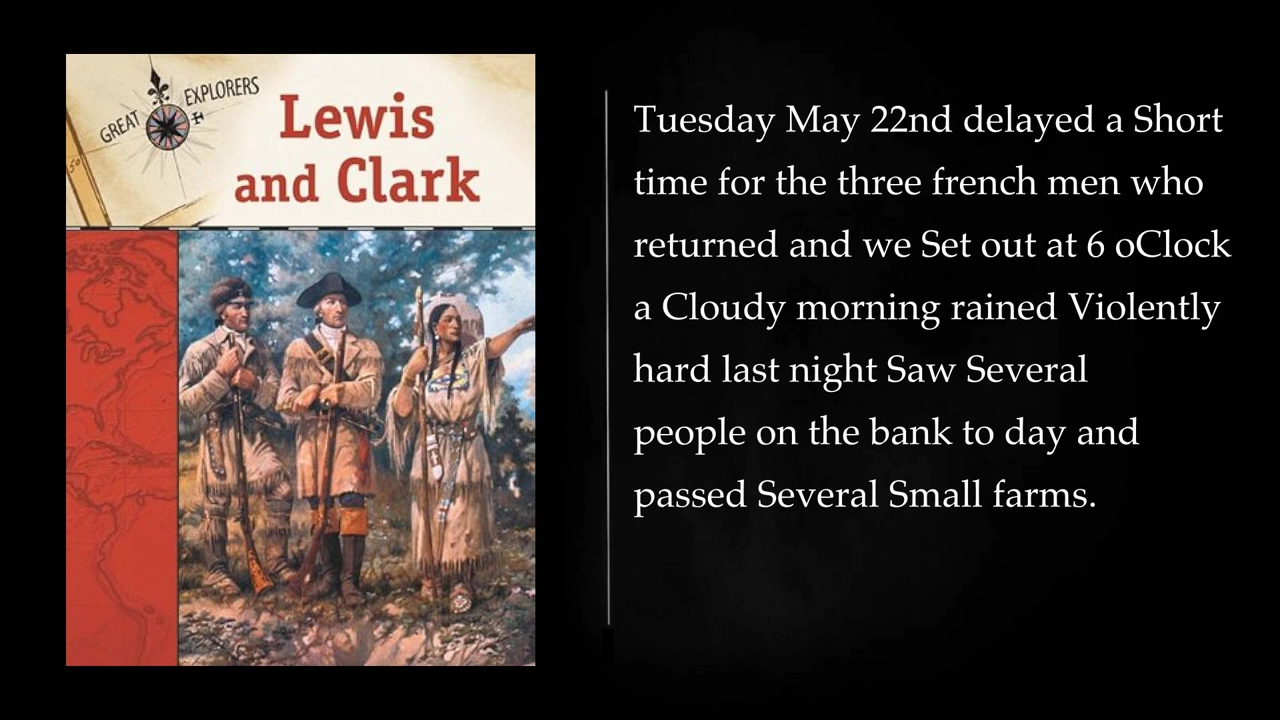 GREAT EXPLORERS
Lewis
and Clark
Tuesday May 22nd delayed a Short
time for the three french men who
returned and we Set out at 6 oClock
a Cloudy morning rained Violently
hard last night Saw Several
people on the bank to day and
passed Several Small farms.